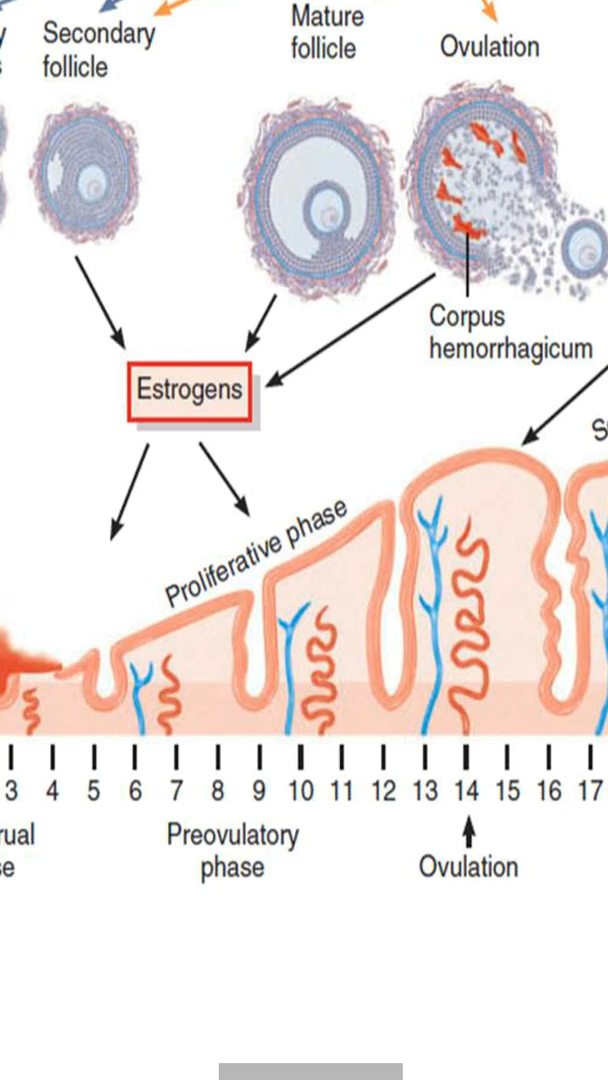 Secondary
follicle
Mature
follicle
Ovulation
Corpus
hemorrhagicum
Estrogens
Proliferative phase
3 4 5 6 7 8 9 10 11 12 13 14 15 16 17
Preovulatory
phase
Ovulation